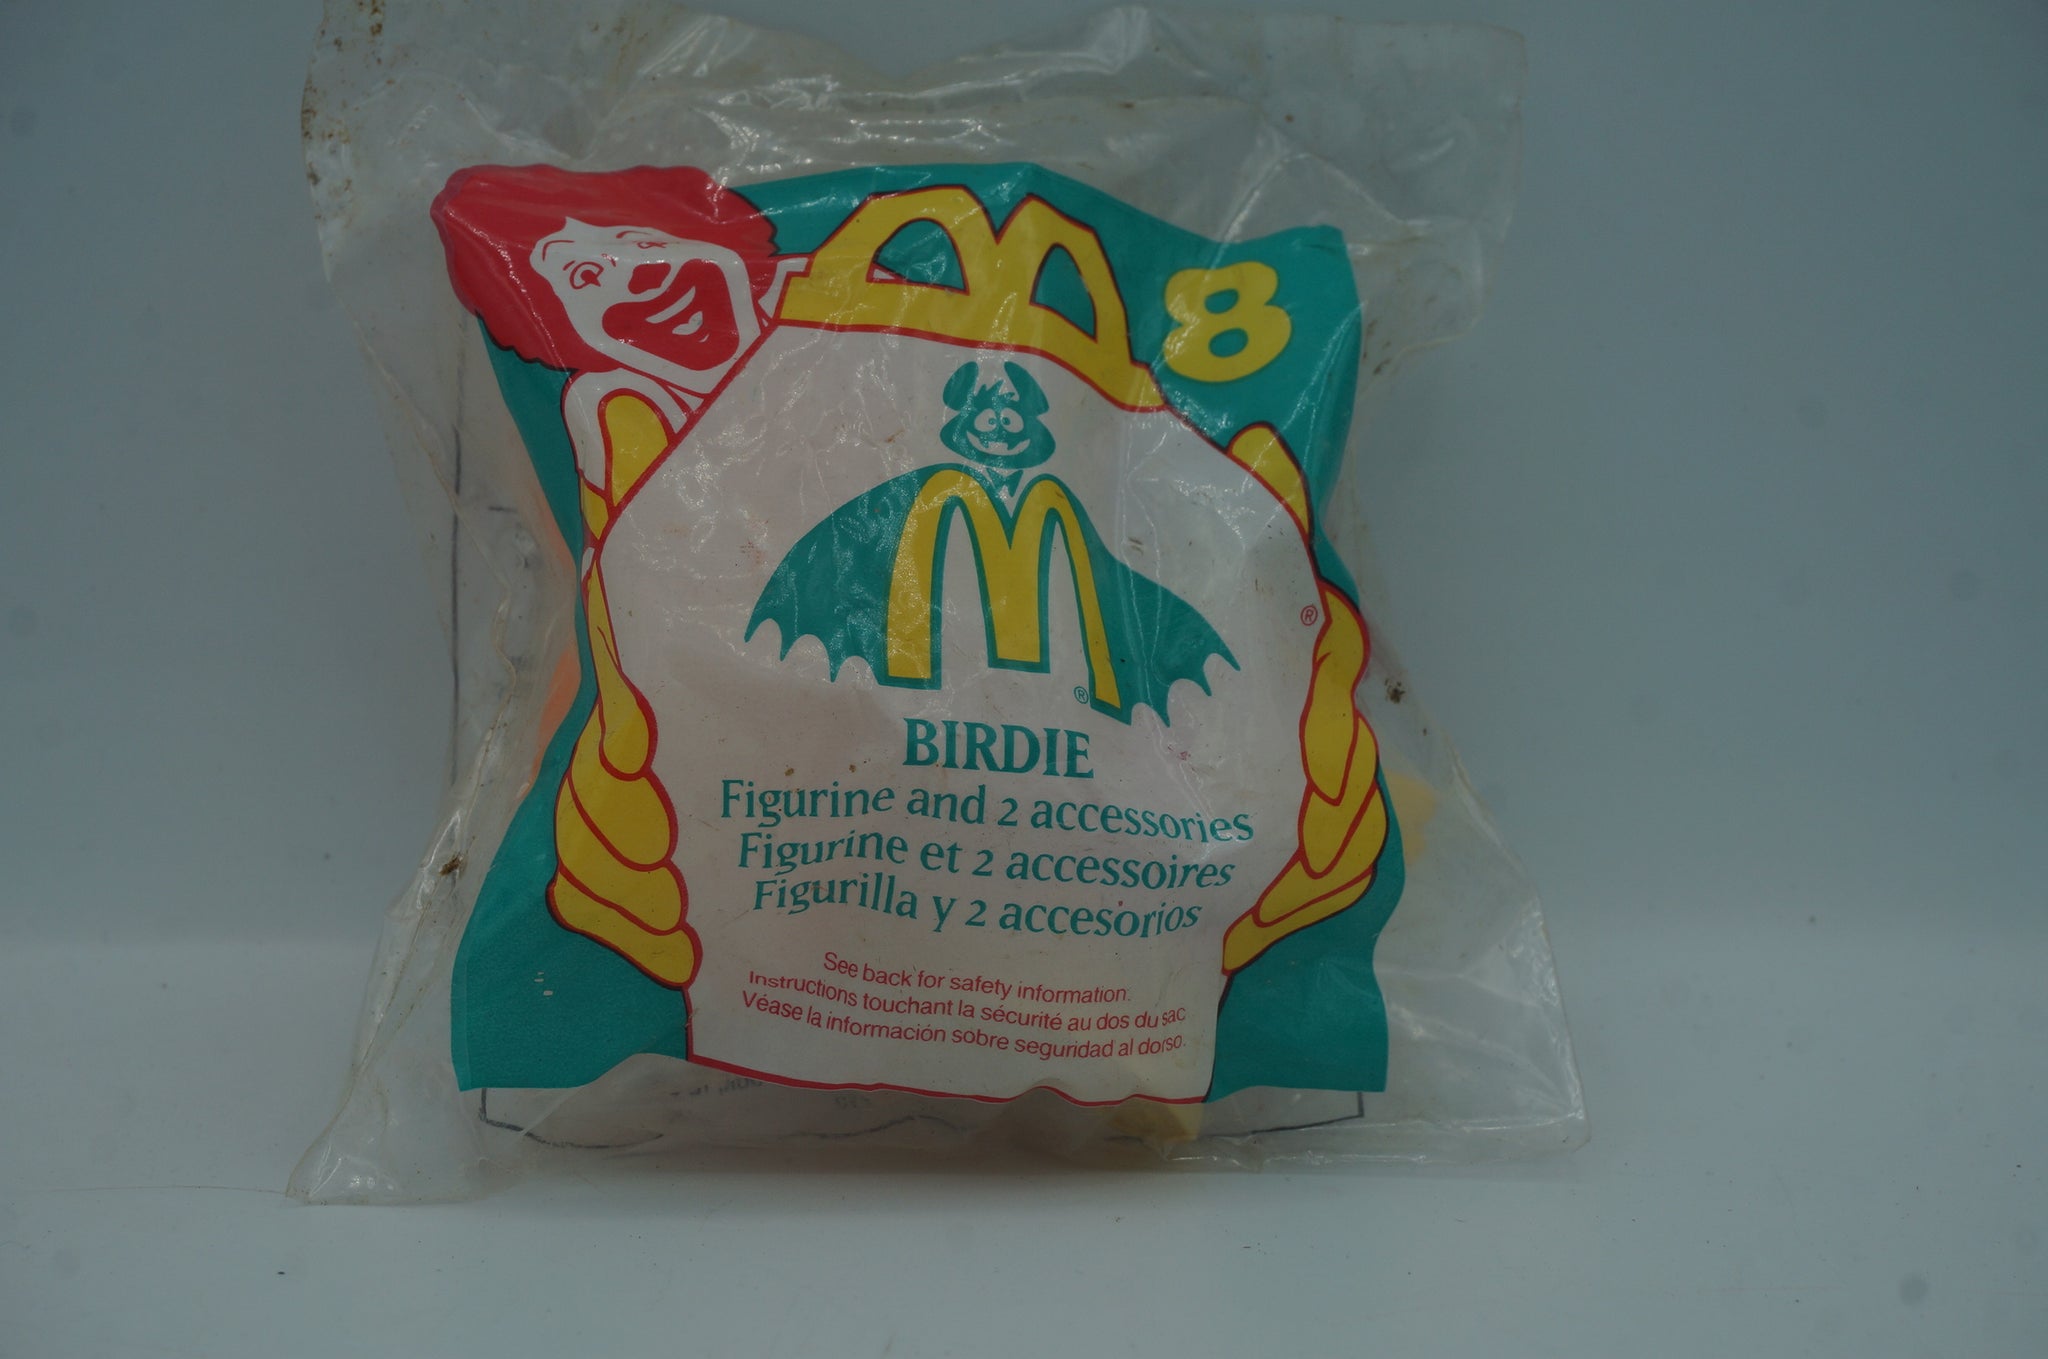 8
M
®
®
BIRDIE
Figurine and 2 accessories
Figurine et 2 accessoires
Figurilla y 2 accesorios
See back for safety information.
Instructions touchant la sécurité au dos du sac
Véase la información sobre seguridad al dorso.